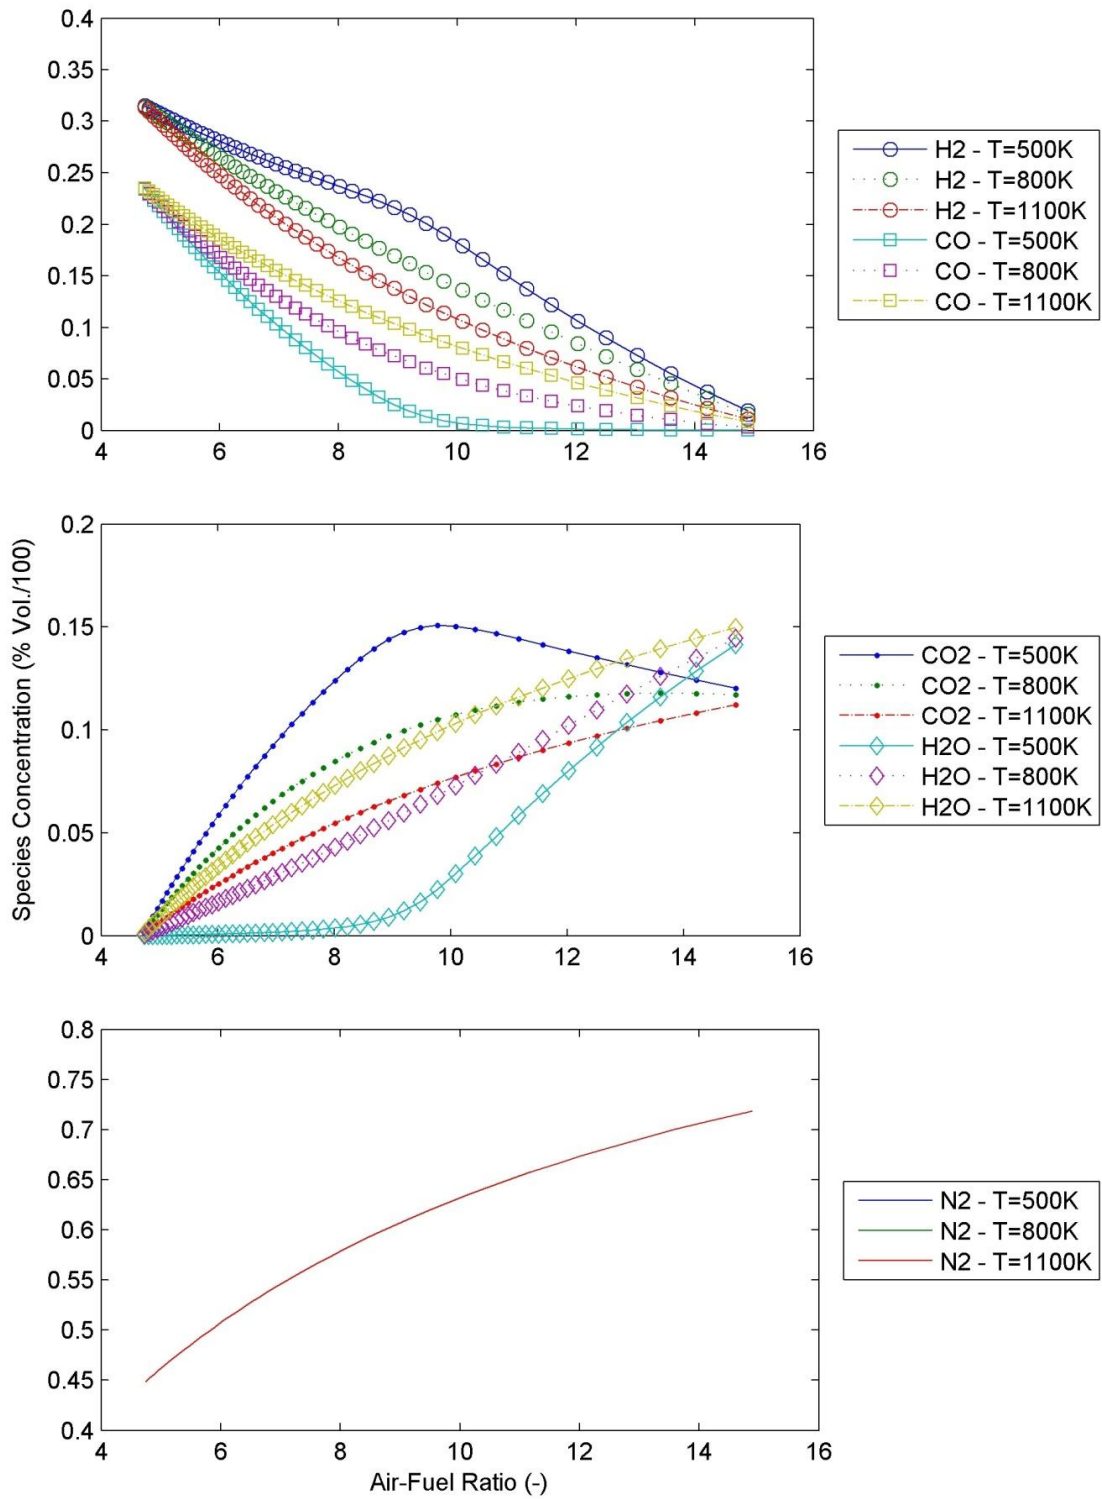 0.4
0.35
0.3
0.25
0.2
0.15
0.1
0.05
0
4 6 8 10 12 14 16
H2 - T=500K
H2 - T=800K
H2 - T=1100K
CO - T=500K
CO - T=800K
CO - T=1100K
Species Concentration (% Vol./100)
0.2
0.15
0.1
0.05
0
4 6 8 10 12 14 16
CO2 - T=500K
CO2 - T=800K
CO2 - T=1100K
H2O - T=500K
H2O - T=800K
H2O - T=1100K
0.8
0.75
0.7
0.65
0.6
0.55
0.5
0.45
0.4
4 6 8 10 12 14 16
Air-Fuel Ratio (-)
N2 - T=500K
N2 - T=800K
N2 - T=1100K